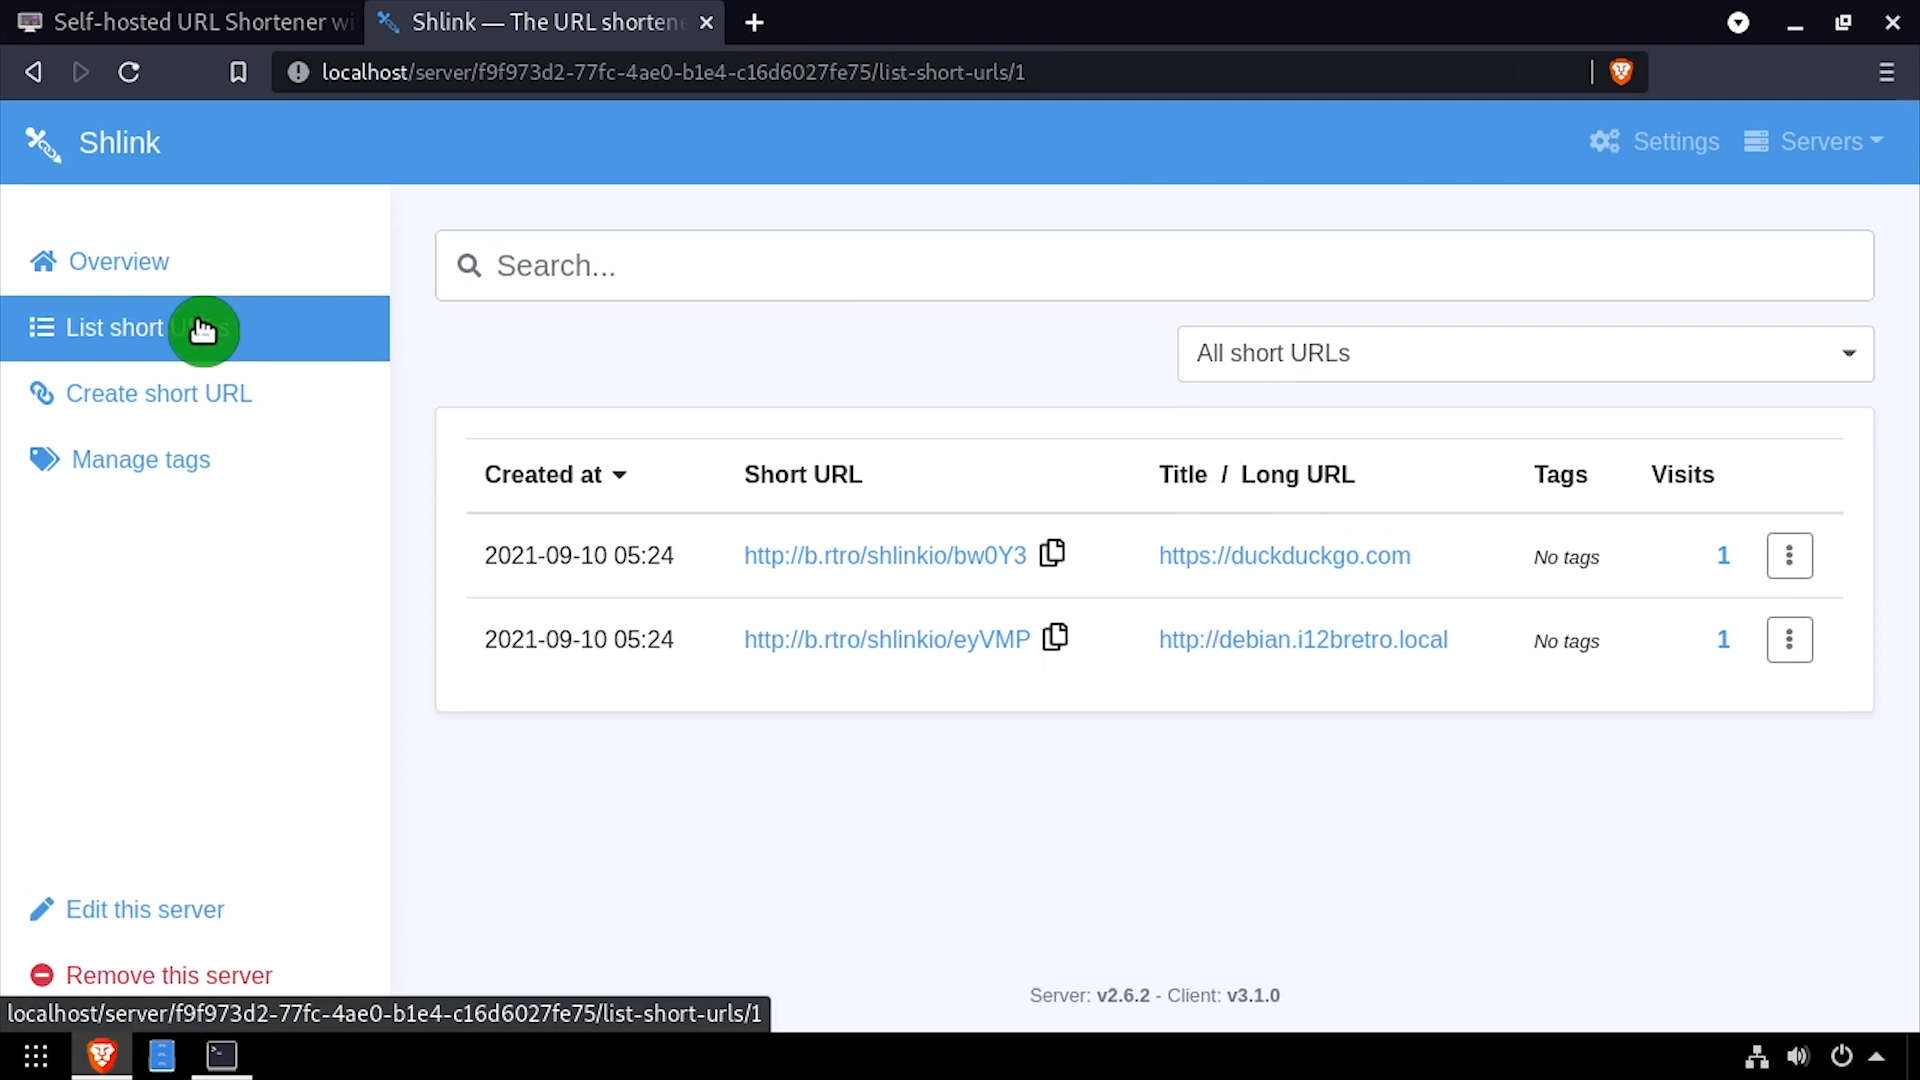 Self-hosted URL Shortener wi
Shlink — The URL shortene
localhost/server/f9f973d2-77fc-4ae0-b1e4-c16d6027fe75/list-short-urls/1
Shlink
Settings
Servers
Overview
List short URLs
Create short URL
Manage tags
Search...
All short URLs
Created at Short URL Title / Long URL Tags Visits
2021-09-10 05:24 http://b.rtro/shlinkio/bw0Y3 https://duckduckgo.com No tags 1
2021-09-10 05:24 http://b.rtro/shlinkio/eyVMP http://debian.i12bretro.local No tags 1
Edit this server
Remove this server
Server: v2.6.2 - Client: v3.1.0
localhost/server/f9f973d2-77fc-4ae0-b1e4-c16d6027fe75/list-short-urls/1